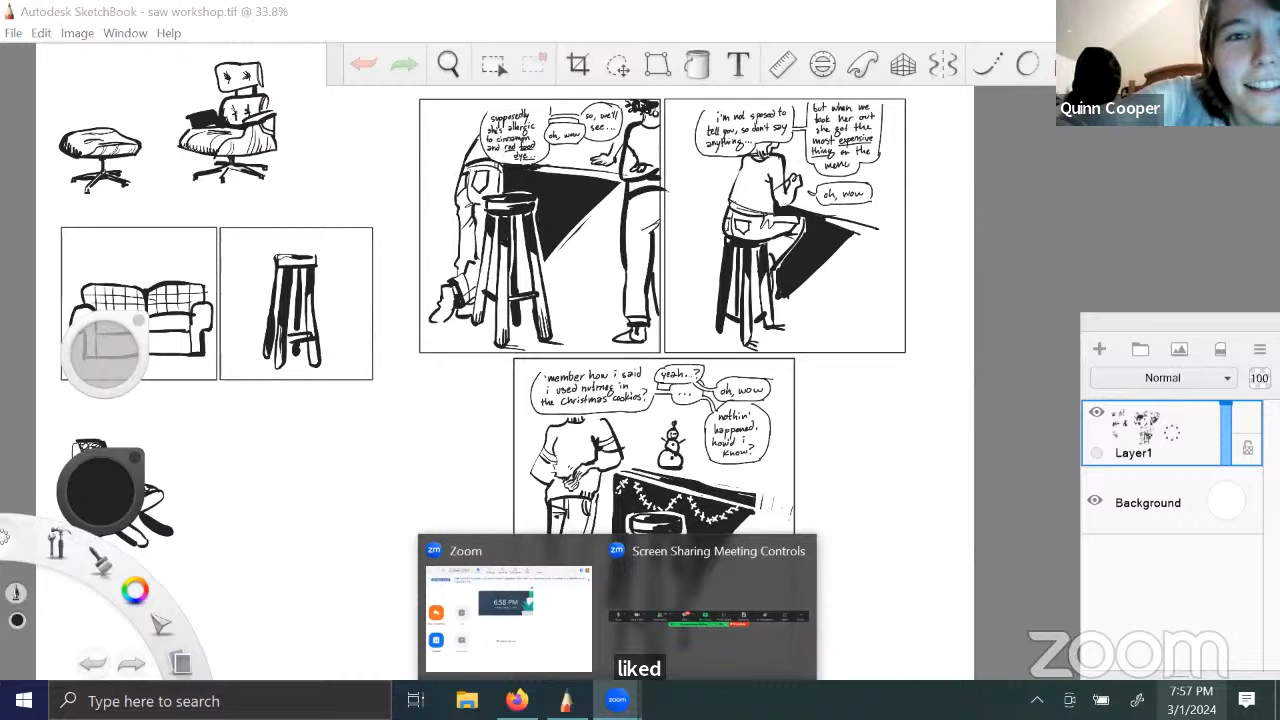 Autodesk SketchBook - saw workshop.tif @ 33.8%
File Edit Image Window Help
Quinn Cooper
supposedly
she's allergic
to cinnamon
and red food
dye...
oh, wow
so, we'll
see...
i'm not sposed to
tell you, so don't say
anything...
but when we
took her out
she got the
most expensive
thing on the
menu
oh, wow
'member how i said
i used nutmeg in
the Christmas cookies?
yeah..?
...
oh, wow
nothin'
happened.
how'd i
know?
Normal
100
Layer1
Background
Zoom
Screen Sharing Meeting Controls
6:58 PM
liked
zoom
Type here to search
7:57 PM
3/1/2024